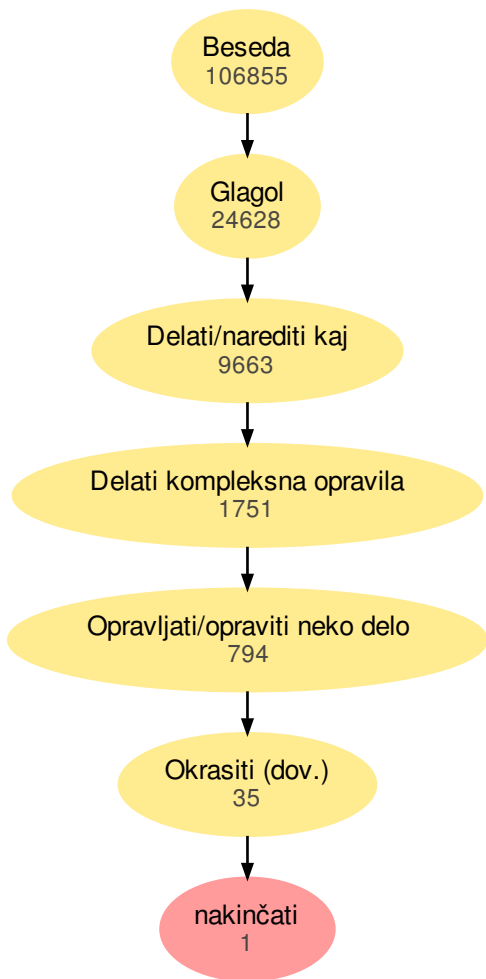 Beseda
106855
Glagol
24628
Delati/narediti kaj
9663
Delati kompleksna opravila
1751
Opravljati/opraviti neko delo
794
Okrasiti (dov.)
35
nakinčati
1